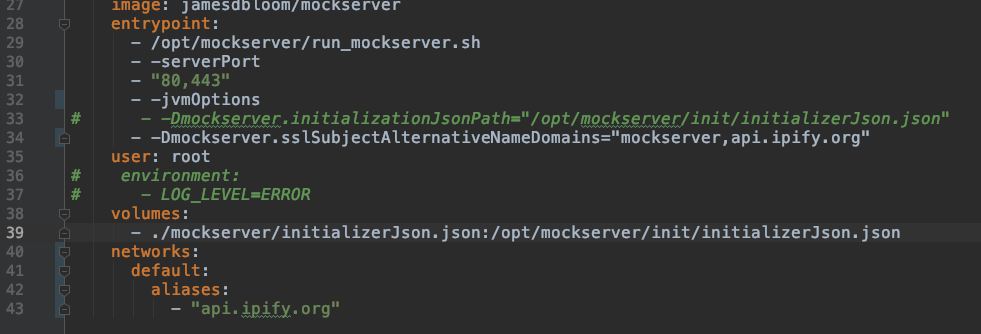 27 image: jamesdbloom/mockserver
28 entrypoint:
29 - /opt/mockserver/run_mockserver.sh
30 - -serverPort
31 - "80,443"
32 - -jvmOptions
33 # - -Dmockserver.initializationJsonPath="/opt/mockserver/init/initializerJson.json"
34 - -Dmockserver.sslSubjectAlternativeNameDomains="mockserver,api.ipify.org"
35 user: root
36 # environment:
37 # - LOG_LEVEL=ERROR
38 volumes:
39 - ./mockserver/initializerJson.json:/opt/mockserver/init/initializerJson.json
40 networks:
41 default:
42 aliases:
43 - "api.ipify.org"